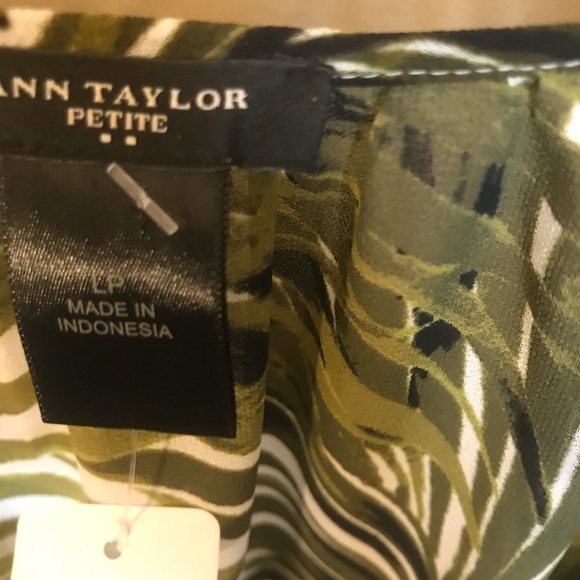 ANN TAYLOR
PETITE
LP
MADE IN
INDONESIA